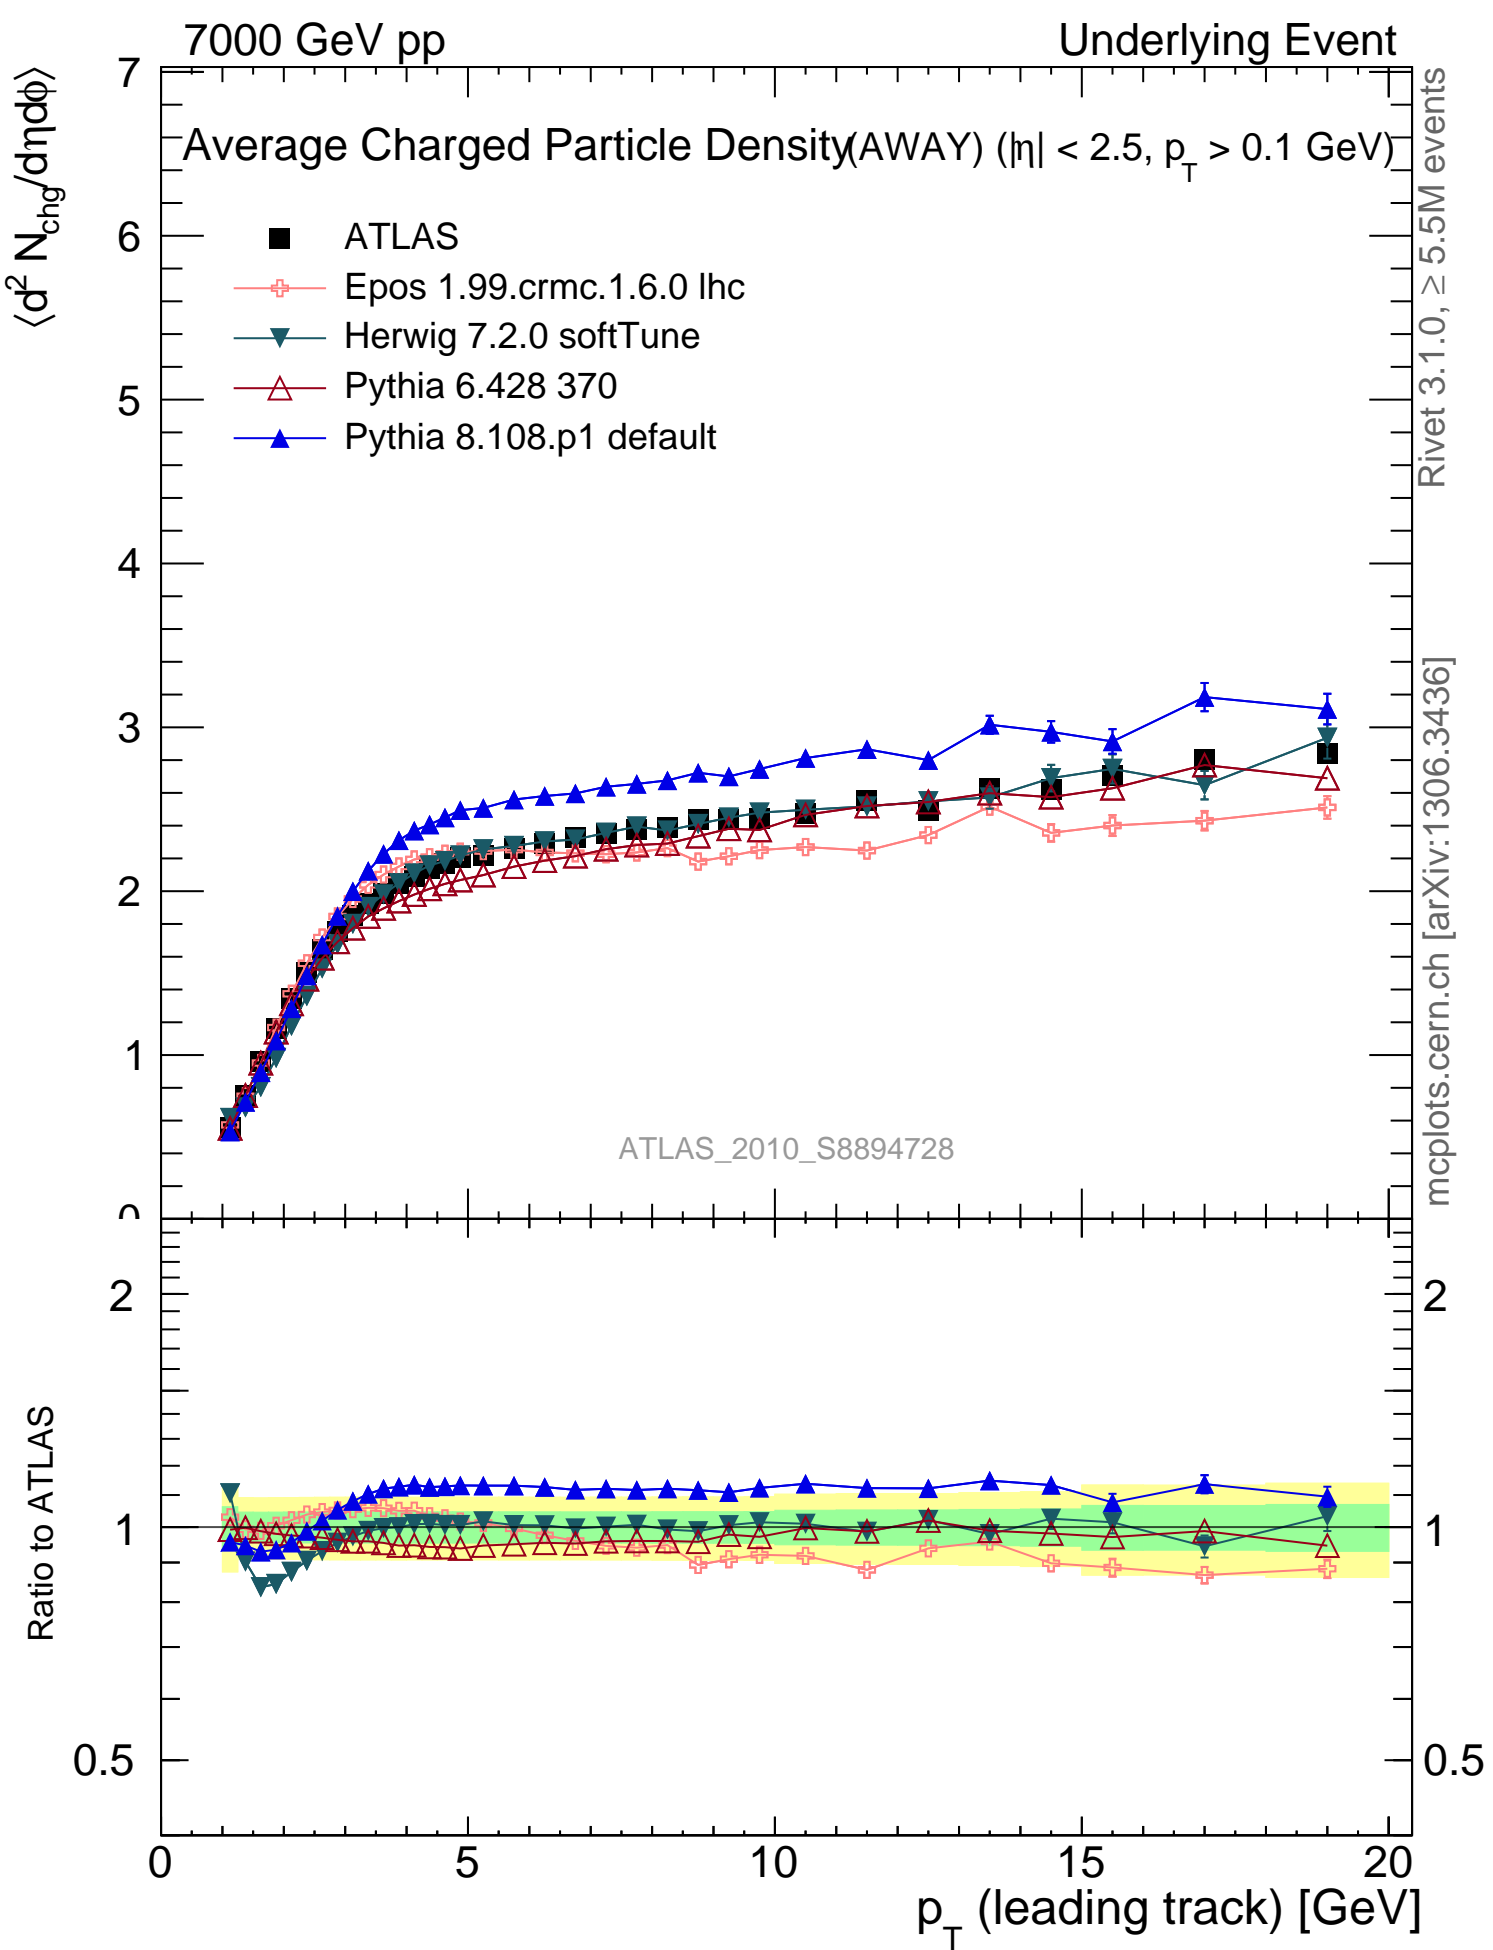 7000 GeV pp
Underlying Event
⟨d² N_chg/dηdϕ⟩
Average Charged Particle Density (AWAY) (|η| < 2.5, p_T > 0.1 GeV)
ATLAS
Epos 1.99.crmc.1.6.0 lhc
Herwig 7.2.0 softTune
Pythia 6.428 370
Pythia 8.108.p1 default
7
6
5
4
3
2
1
0
ATLAS_2010_S8894728
Rivet 3.1.0, ≥ 5.5M events
mcplots.cern.ch [arXiv:1306.3436]
Ratio to ATLAS
2
1
0.5
2
1
0.5
0 5 10 15 20
p_T (leading track) [GeV]